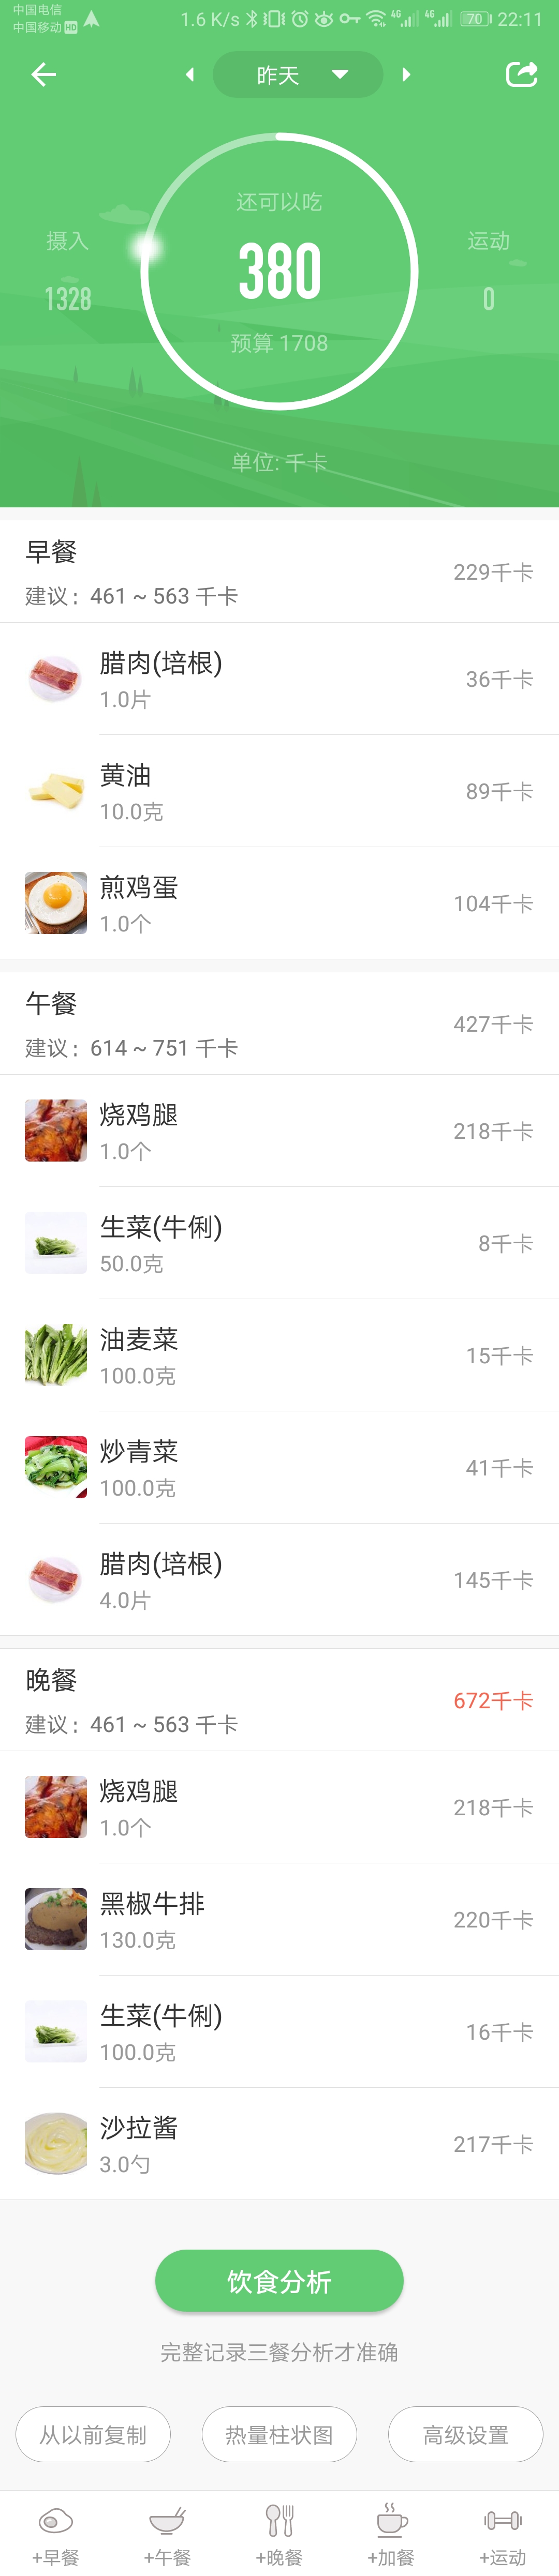 中国电信
中国移动 HD
1.6 K/s 4G 4G 70 22:11
昨天
还可以吃
摄入
380
运动
1328
0
预算 1708
单位: 千卡
早餐
229千卡
建议：461 ~ 563 千卡
腊肉(培根)
36千卡
1.0片
黄油
89千卡
10.0克
煎鸡蛋
104千卡
1.0个
午餐
427千卡
建议：614 ~ 751 千卡
烧鸡腿
218千卡
1.0个
生菜(牛俐)
8千卡
50.0克
油麦菜
15千卡
100.0克
炒青菜
41千卡
100.0克
腊肉(培根)
145千卡
4.0片
晚餐
672千卡
建议：461 ~ 563 千卡
烧鸡腿
218千卡
1.0个
黑椒牛排
220千卡
130.0克
生菜(牛俐)
16千卡
100.0克
沙拉酱
217千卡
3.0勺
饮食分析
完整记录三餐分析才准确
从以前复制 热量柱状图 高级设置
+早餐 +午餐 +晚餐 +加餐 +运动